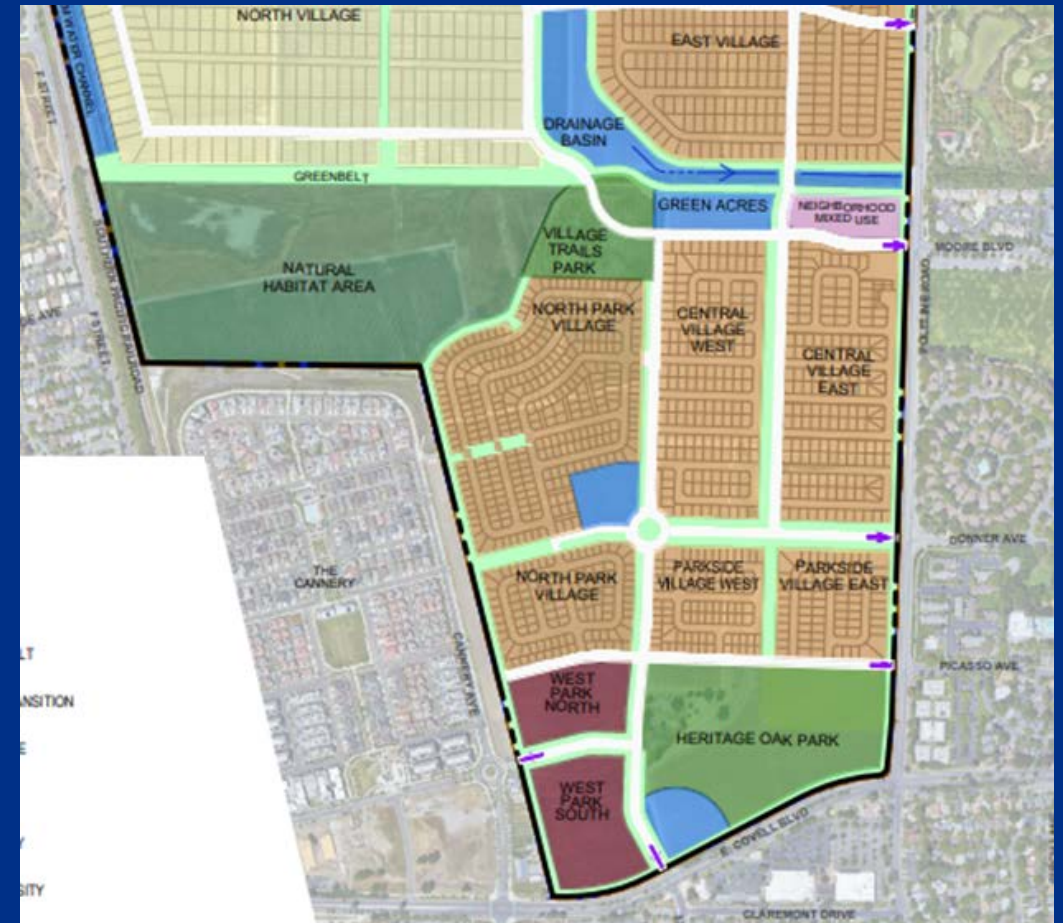 NORTH VILLAGE
EAST VILLAGE
WATER CHANNEL
F STREET
DRAINAGE
BASIN
GREENBELT
GREEN ACRES
NEIGHBORHOOD
MIXED USE
VILLAGE
TRAILS
PARK
MOORE BLVD
NATURAL
HABITAT AREA
SOUTHERN PACIFIC RAILROAD
F STREET
POLE LINE ROAD
NORTH PARK
VILLAGE
CENTRAL
VILLAGE
WEST
CENTRAL
VILLAGE
EAST
DONNER AVE
THE
CANNERY
NORTH PARK
VILLAGE
PARKSIDE
VILLAGE WEST
PARKSIDE
VILLAGE EAST
CANNERY AVE
PICASSO AVE
LT
ANSITION
E
WEST
PARK
NORTH
HERITAGE OAK PARK
WEST
PARK
SOUTH
E COVELL BLVD
Y
SITY
CLAREMONT DRIVE